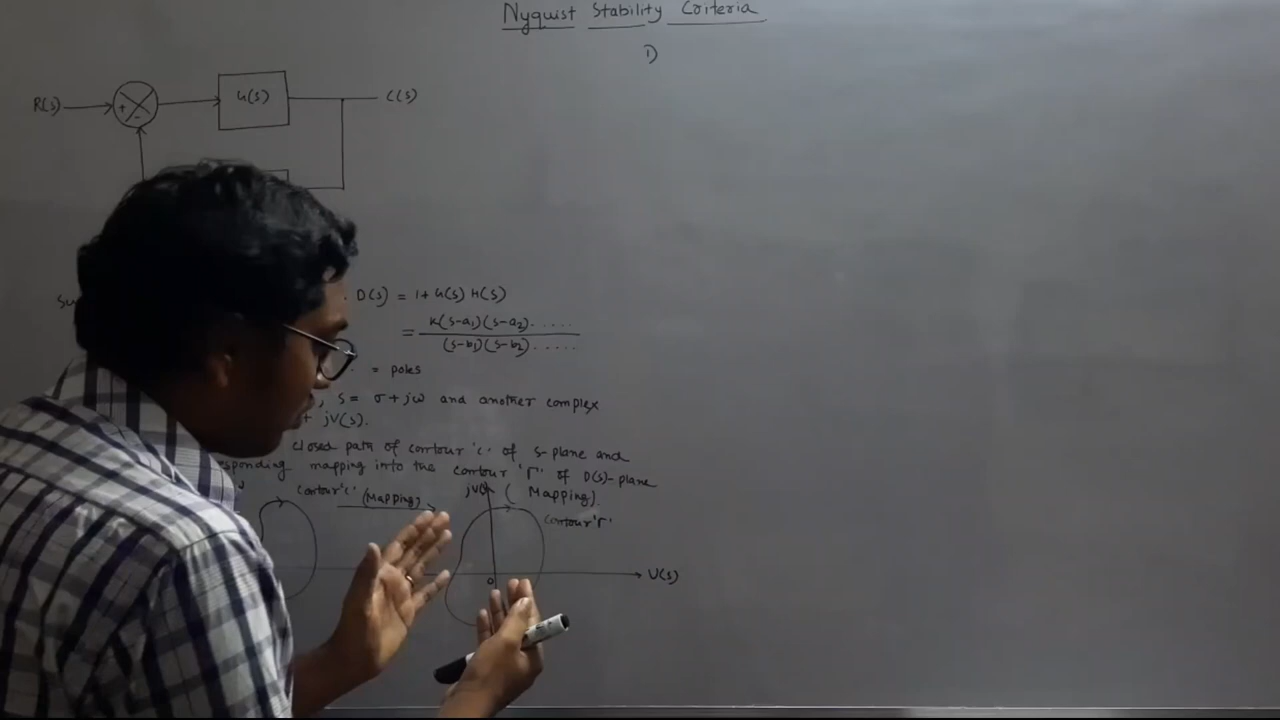 Nyquist Stability Criteria
1)
R(s)
+
-
G(s)
C(s)
D(s) = 1 + G(s) H(s)
= K(s-a1)(s-a2).....
(s-b1)(s-b2).....
= poles
, s = σ + jω and another complex
+ jV(s).
closed path of contour 'c' of s-plane and
mapping into the contour 'Γ' of D(s)-plane
contour 'c' (Mapping)
jV(s) ( Mapping)
contour 'Γ'
0
U(s)